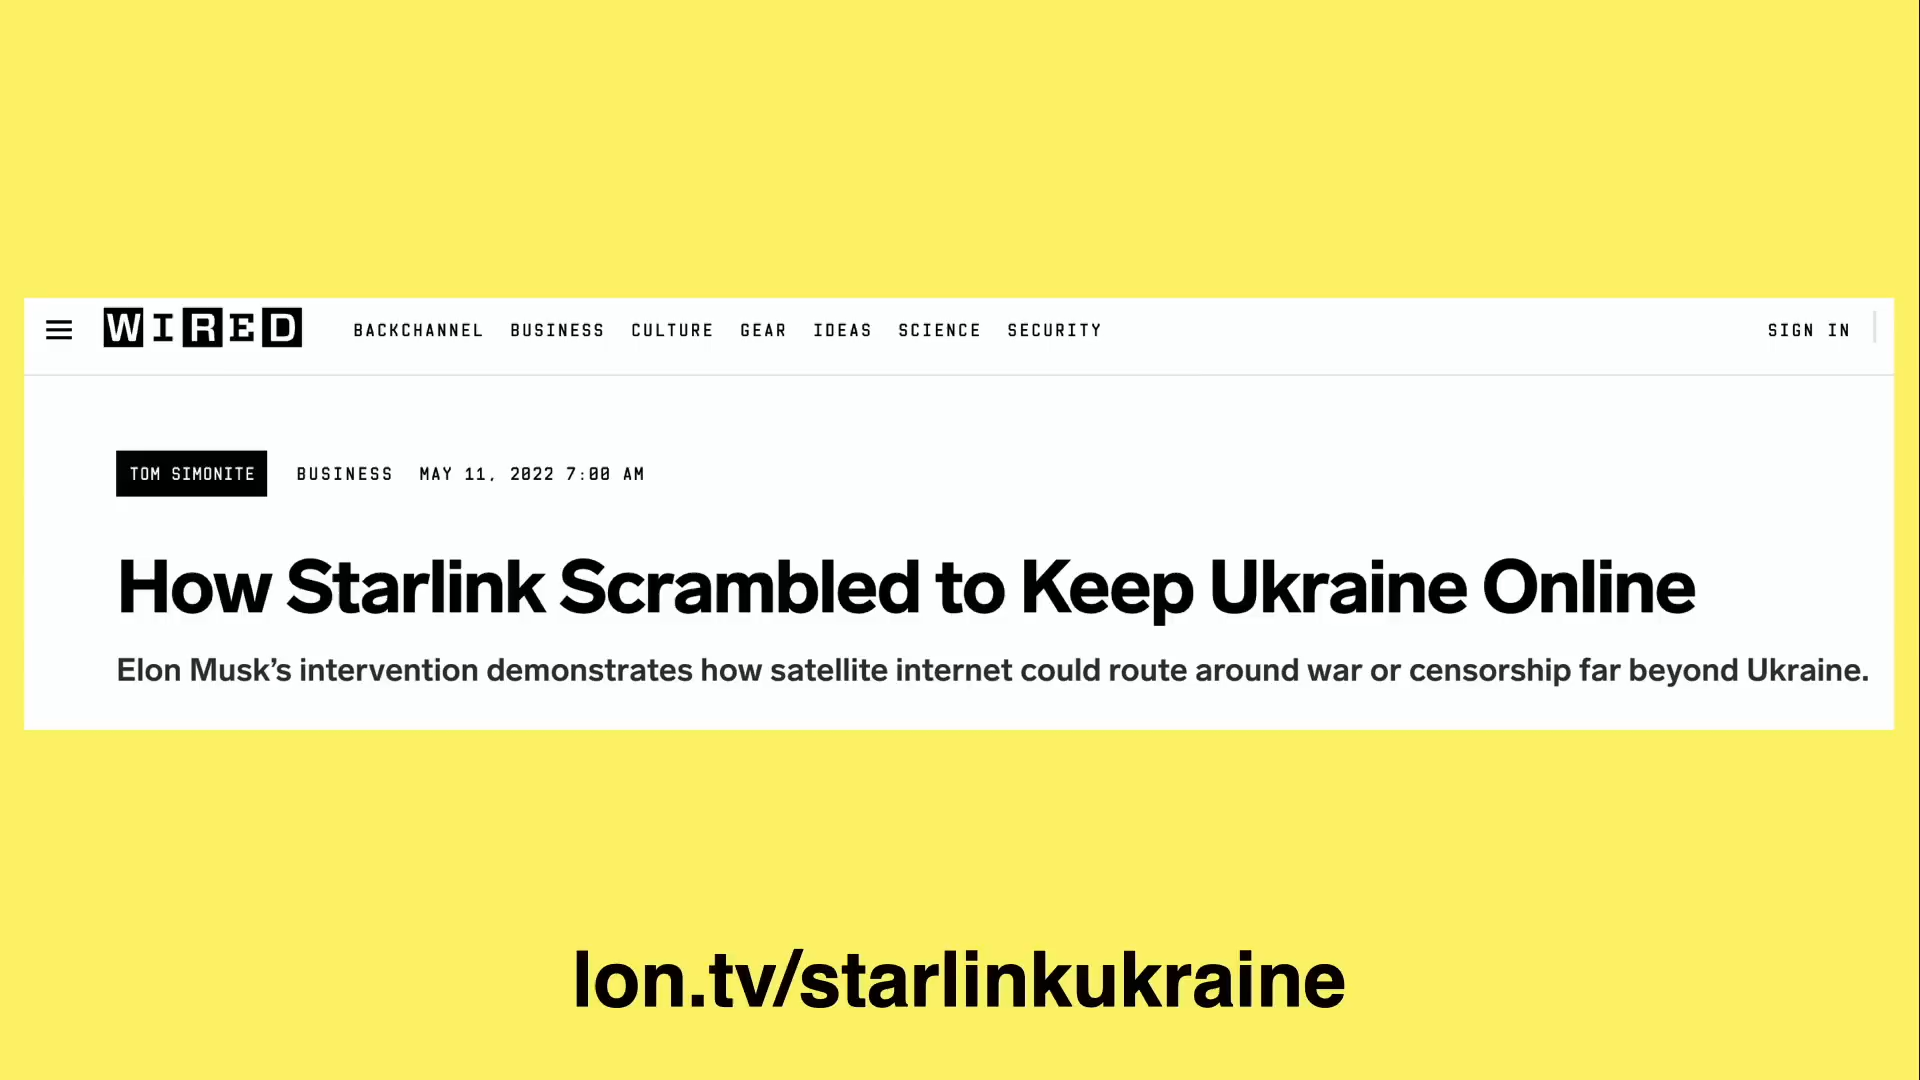 WIRED BACKCHANNEL BUSINESS CULTURE GEAR IDEAS SCIENCE SECURITY SIGN IN
TOM SIMONITE BUSINESS MAY 11, 2022 7:00 AM
How Starlink Scrambled to Keep Ukraine Online
Elon Musk’s intervention demonstrates how satellite internet could route around war or censorship far beyond Ukraine.
lon.tv/starlinkukraine